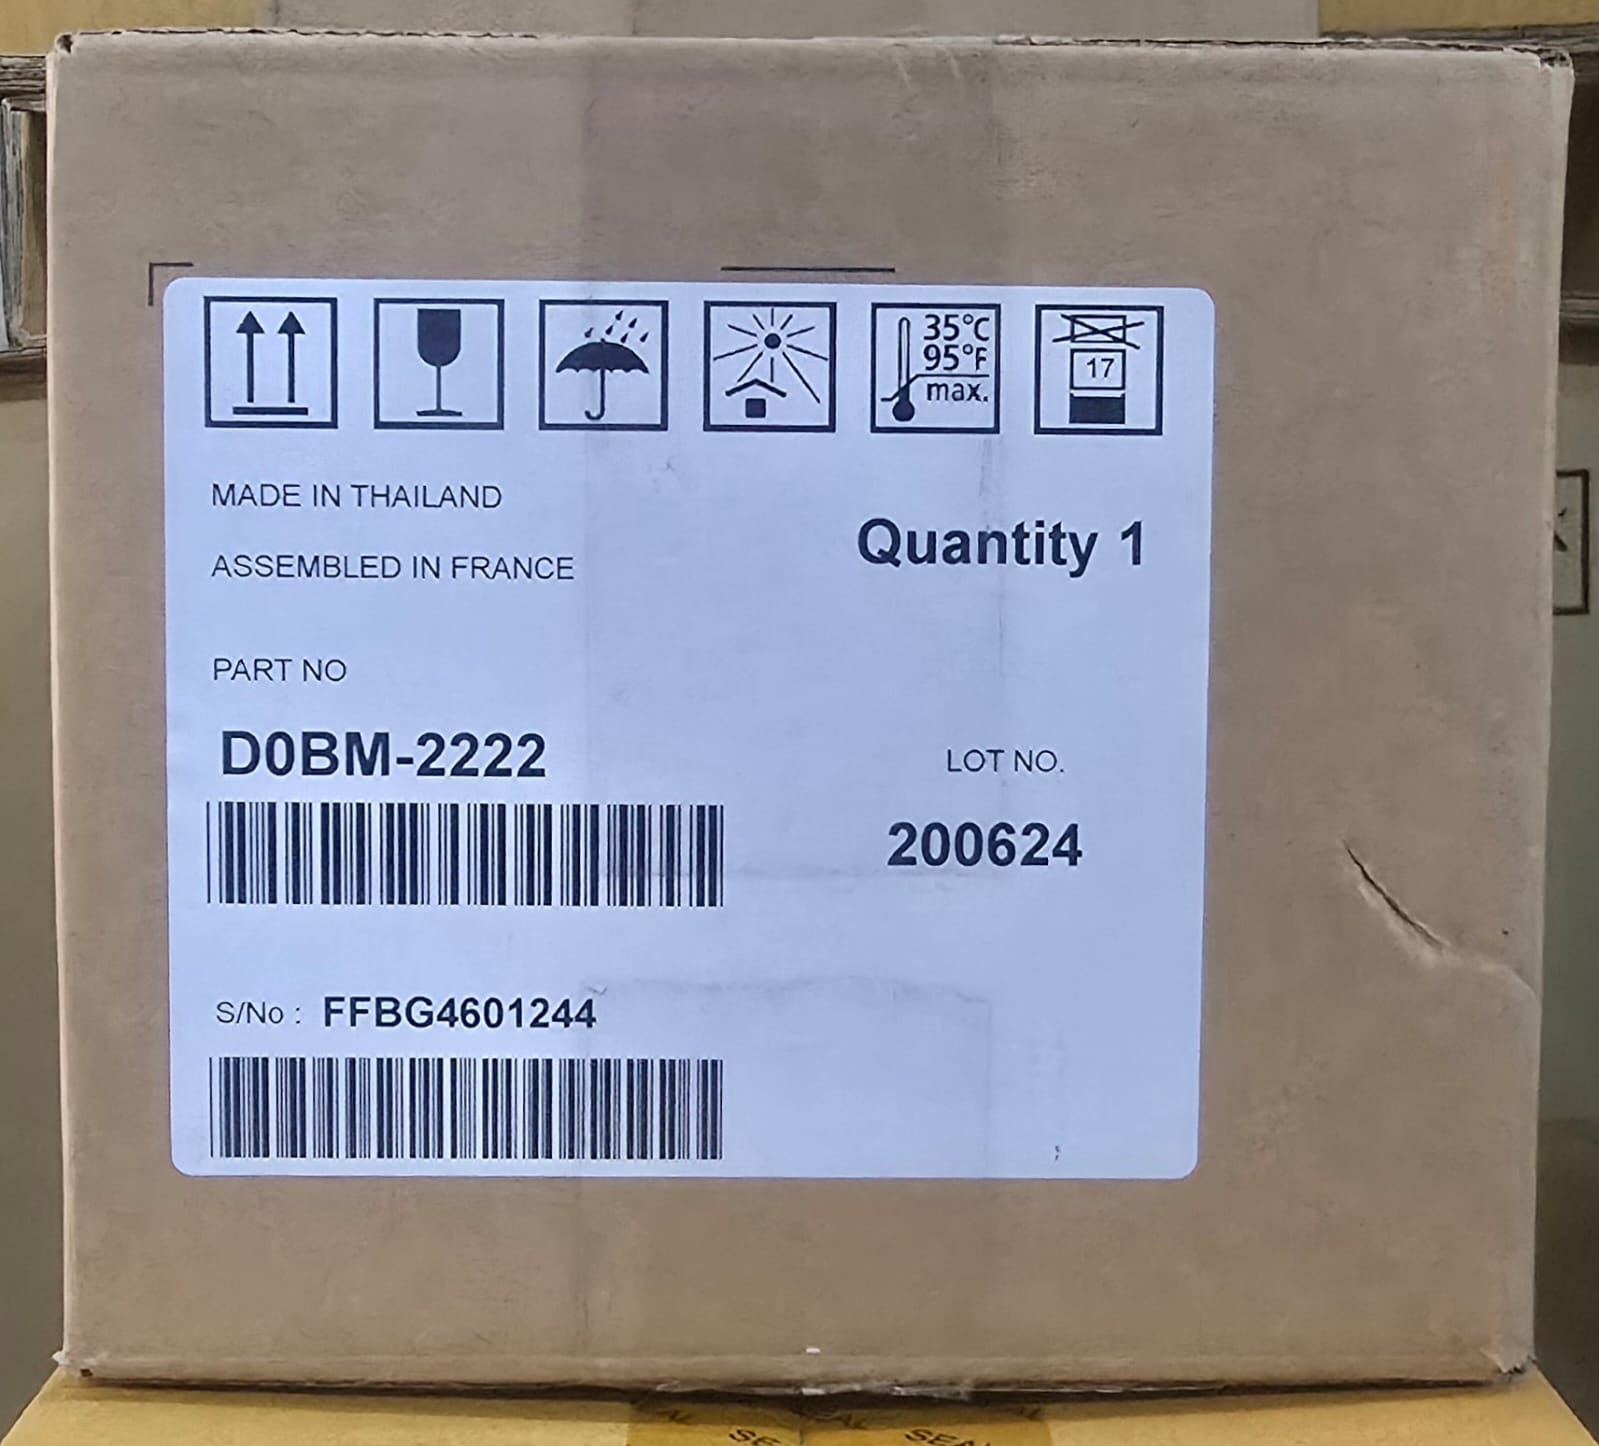 35°C
95°F
max.
17
MADE IN THAILAND
Quantity 1
ASSEMBLED IN FRANCE
PART NO
D0BM-2222
LOT NO.
200624
S/No : FFBG4601244